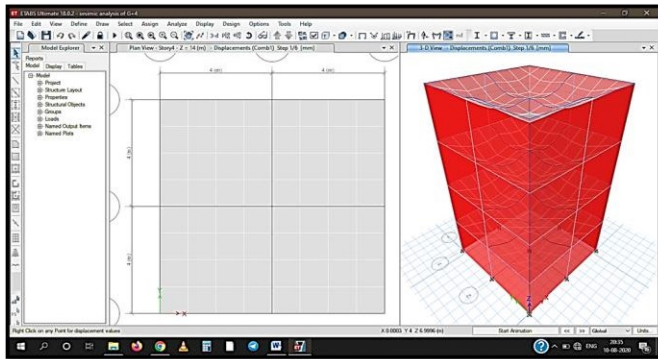 ETABS Ultimate 18.0.2 - seismic analysis of G+4
File Edit View Define Draw Select Assign Analyze Display Design Options Tools Help
Model Explorer
Plan View - Story4 - Z = 14 (m) - Displacements (Comb1) Step 1/6 [mm]
3-D View - Displacements (Comb1) Step 1/6 [mm]
Reports
Model Display Tables
Model
Project
Structure Layout
Properties
Structural Objects
Groups
Loads
Named Output Items
Named Plots
4 (m) 4 (m)
4 (m)
4 (m)
X
Right Click on any Point for displacement values
Start Animation << >> Global Units...
ENG
20:35
10-08-2020